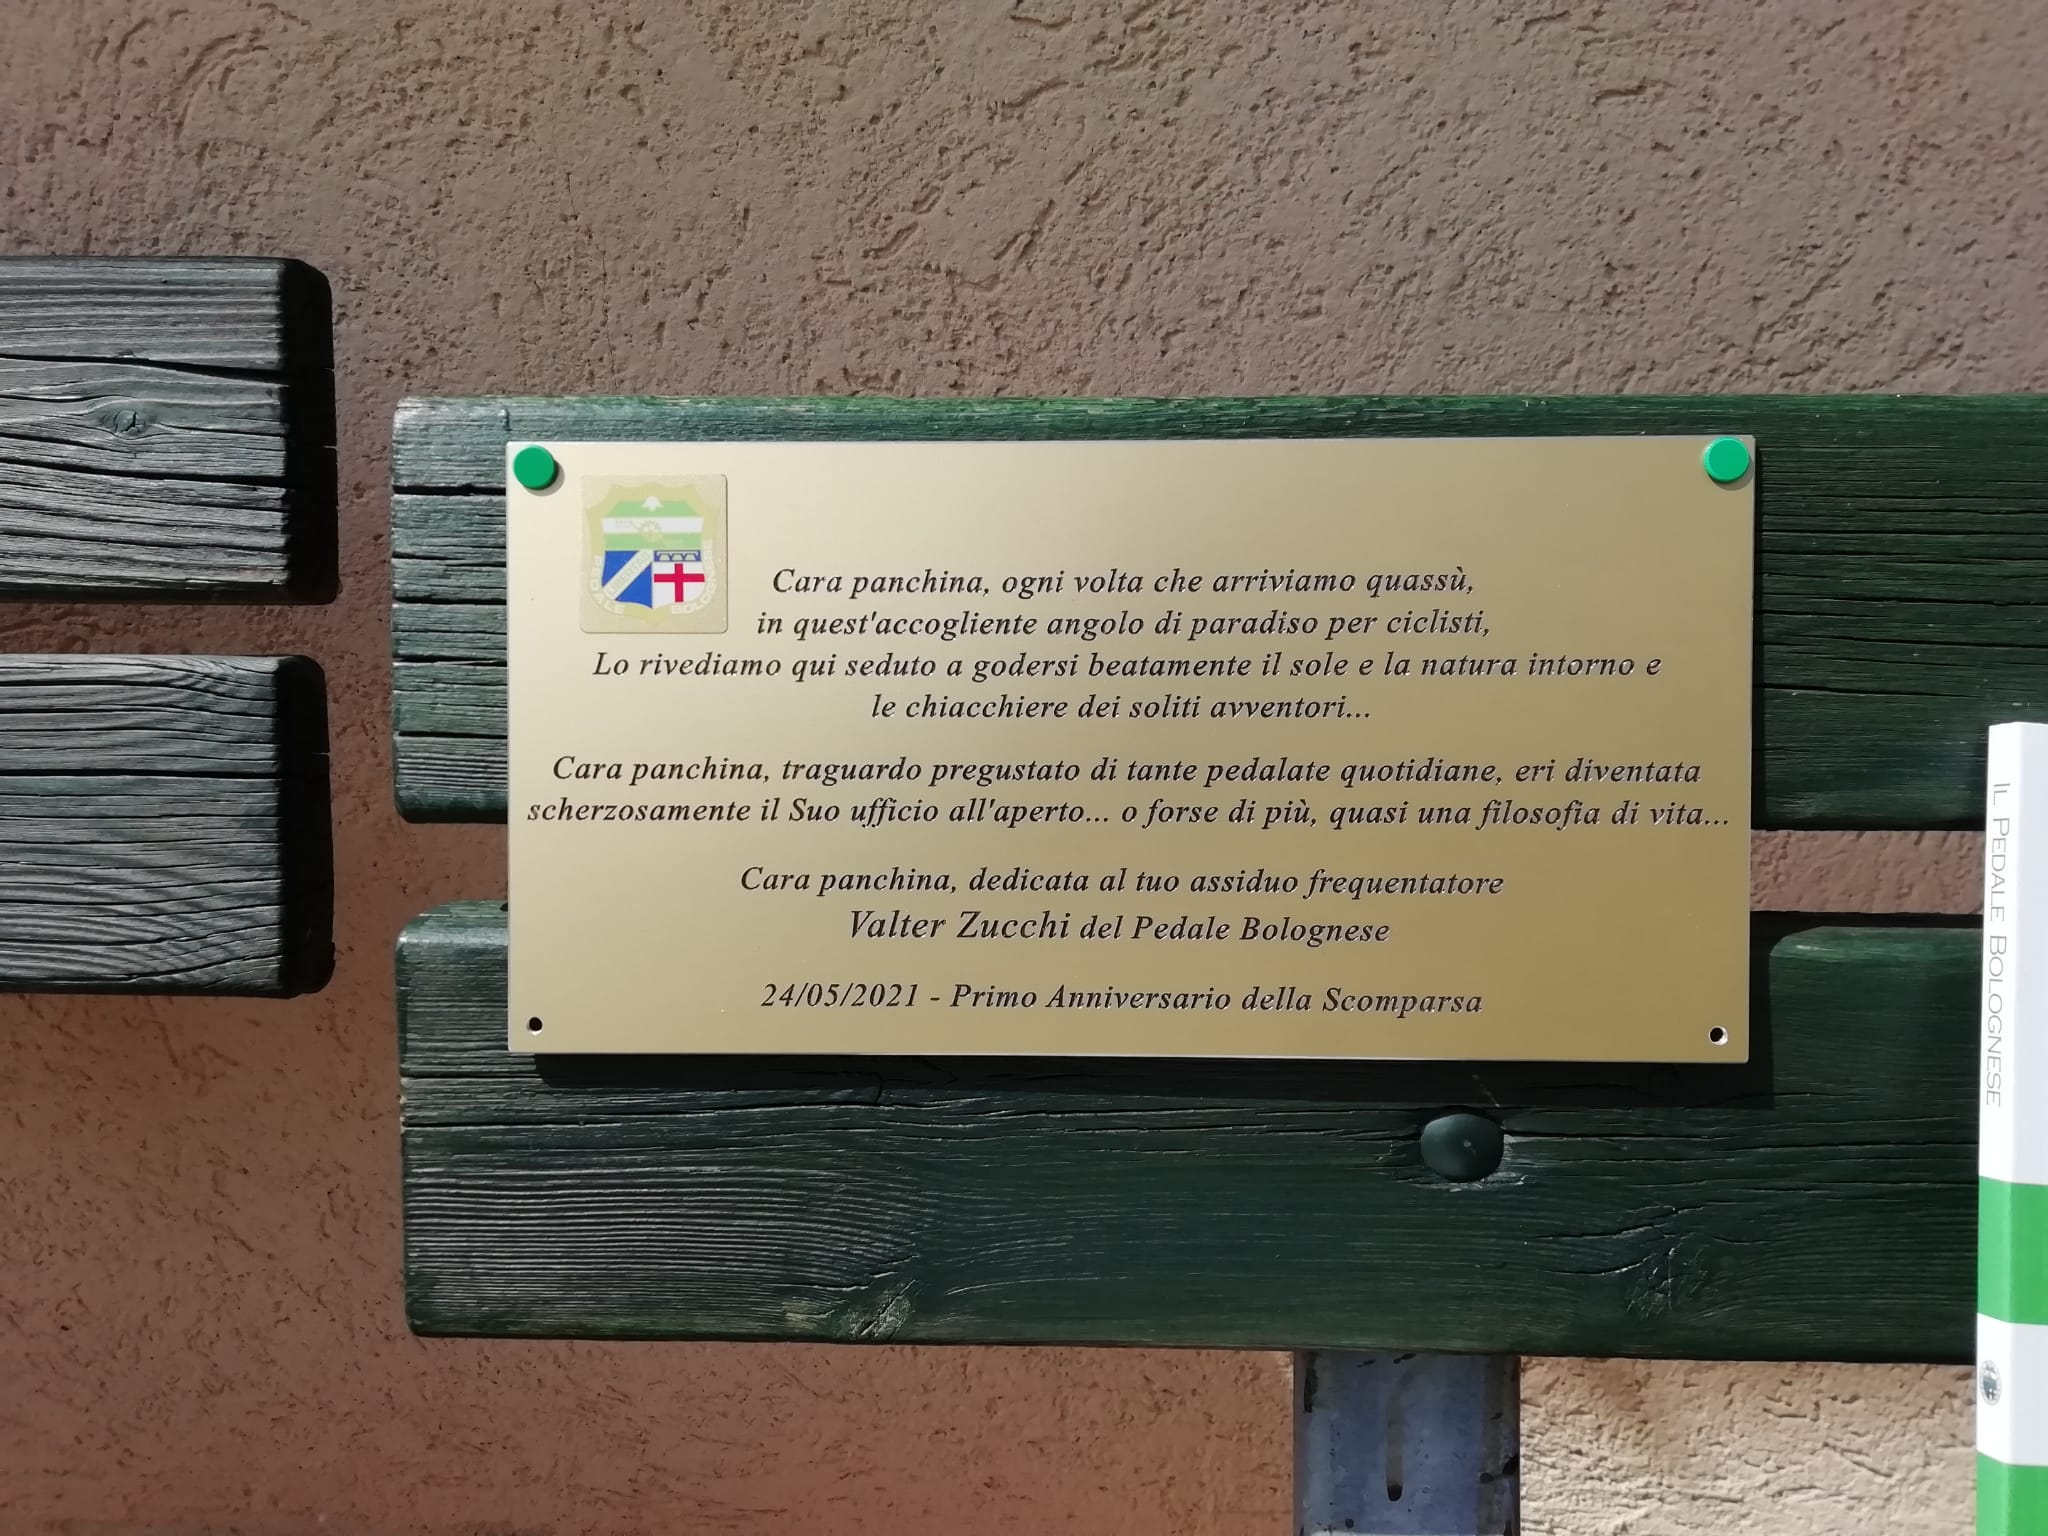 LIBERTAS
PEDALE BOLOGNESE
Cara panchina, ogni volta che arriviamo quassù,
in quest'accogliente angolo di paradiso per ciclisti,
Lo rivediamo qui seduto a godersi beatamente il sole e la natura intorno e
le chiacchiere dei soliti avventori...
Cara panchina, traguardo pregustato di tante pedalate quotidiane, eri diventata
scherzosamente il Suo ufficio all'aperto... o forse di più, quasi una filosofia di vita...
Cara panchina, dedicata al tuo assiduo frequentatore
Valter Zucchi del Pedale Bolognese
24/05/2021 - Primo Anniversario della Scomparsa
IL PEDALE BOLOGNESE